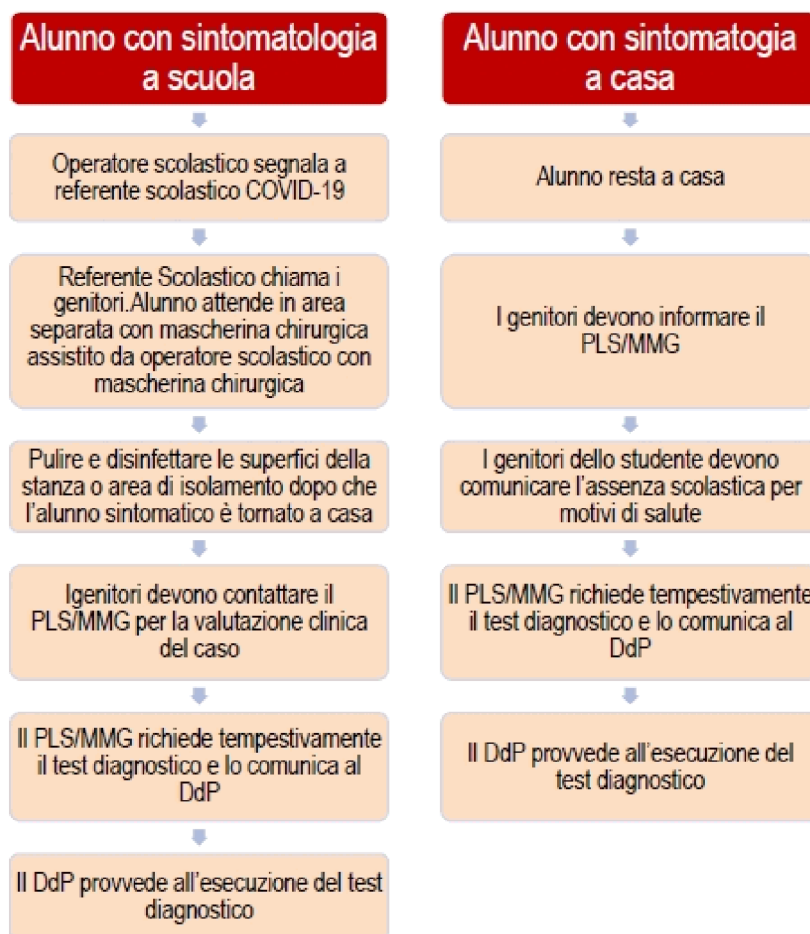 Alunno con sintomatologia
a scuola
Operatore scolastico segnala a
referente scolastico COVID-19
Referente Scolastico chiama i
genitori.Alunno attende in area
separata con mascherina chirurgica
assistito da operatore scolastico con
mascherina chirurgica
Pulire e disinfettare le superfici della
stanza o area di isolamento dopo che
l'alunno sintomatico è tornato a casa
Igenitori devono contattare il
PLS/MMG per la valutazione clinica
del caso
Il PLS/MMG richiede tempestivamente
il test diagnostico e lo comunica al
DdP
Il DdP provvede all'esecuzione del test
diagnostico
Alunno con sintomatogia
a casa
Alunno resta a casa
I genitori devono informare il
PLS/MMG
I genitori dello studente devono
comunicare l'assenza scolastica per
motivi di salute
Il PLS/MMG richiede tempestivamente
il test diagnostico e lo comunica al
DdP
Il DdP provvede all'esecuzione del
test diagnostico